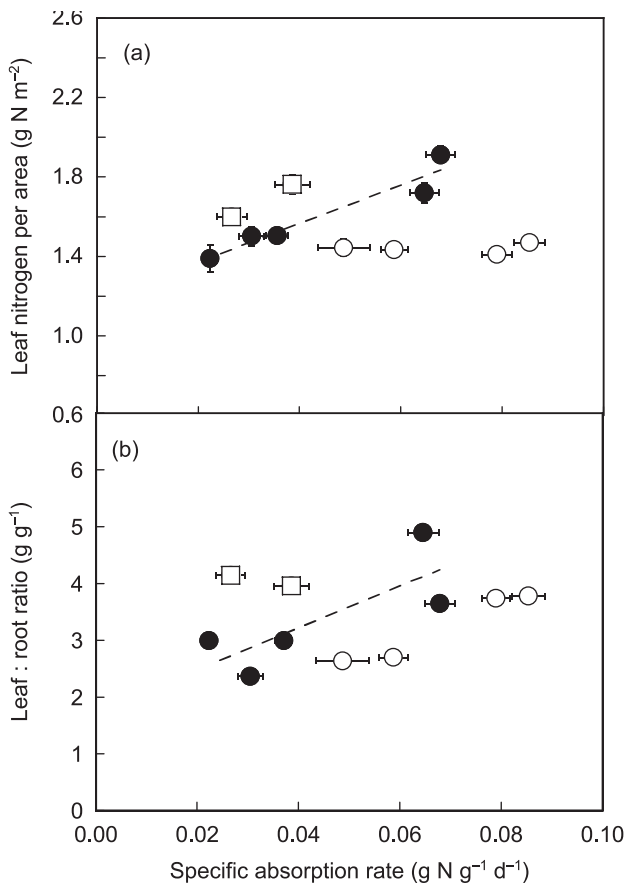 2.6
(a)
2.2
1.8
1.4
1.0
0.6
Leaf nitrogen per area (g N m⁻²)
(b)
6
5
4
3
2
1
0
Leaf : root ratio (g g⁻¹)
0.00 0.02 0.04 0.06 0.08 0.10
Specific absorption rate (g N g⁻¹ d⁻¹)